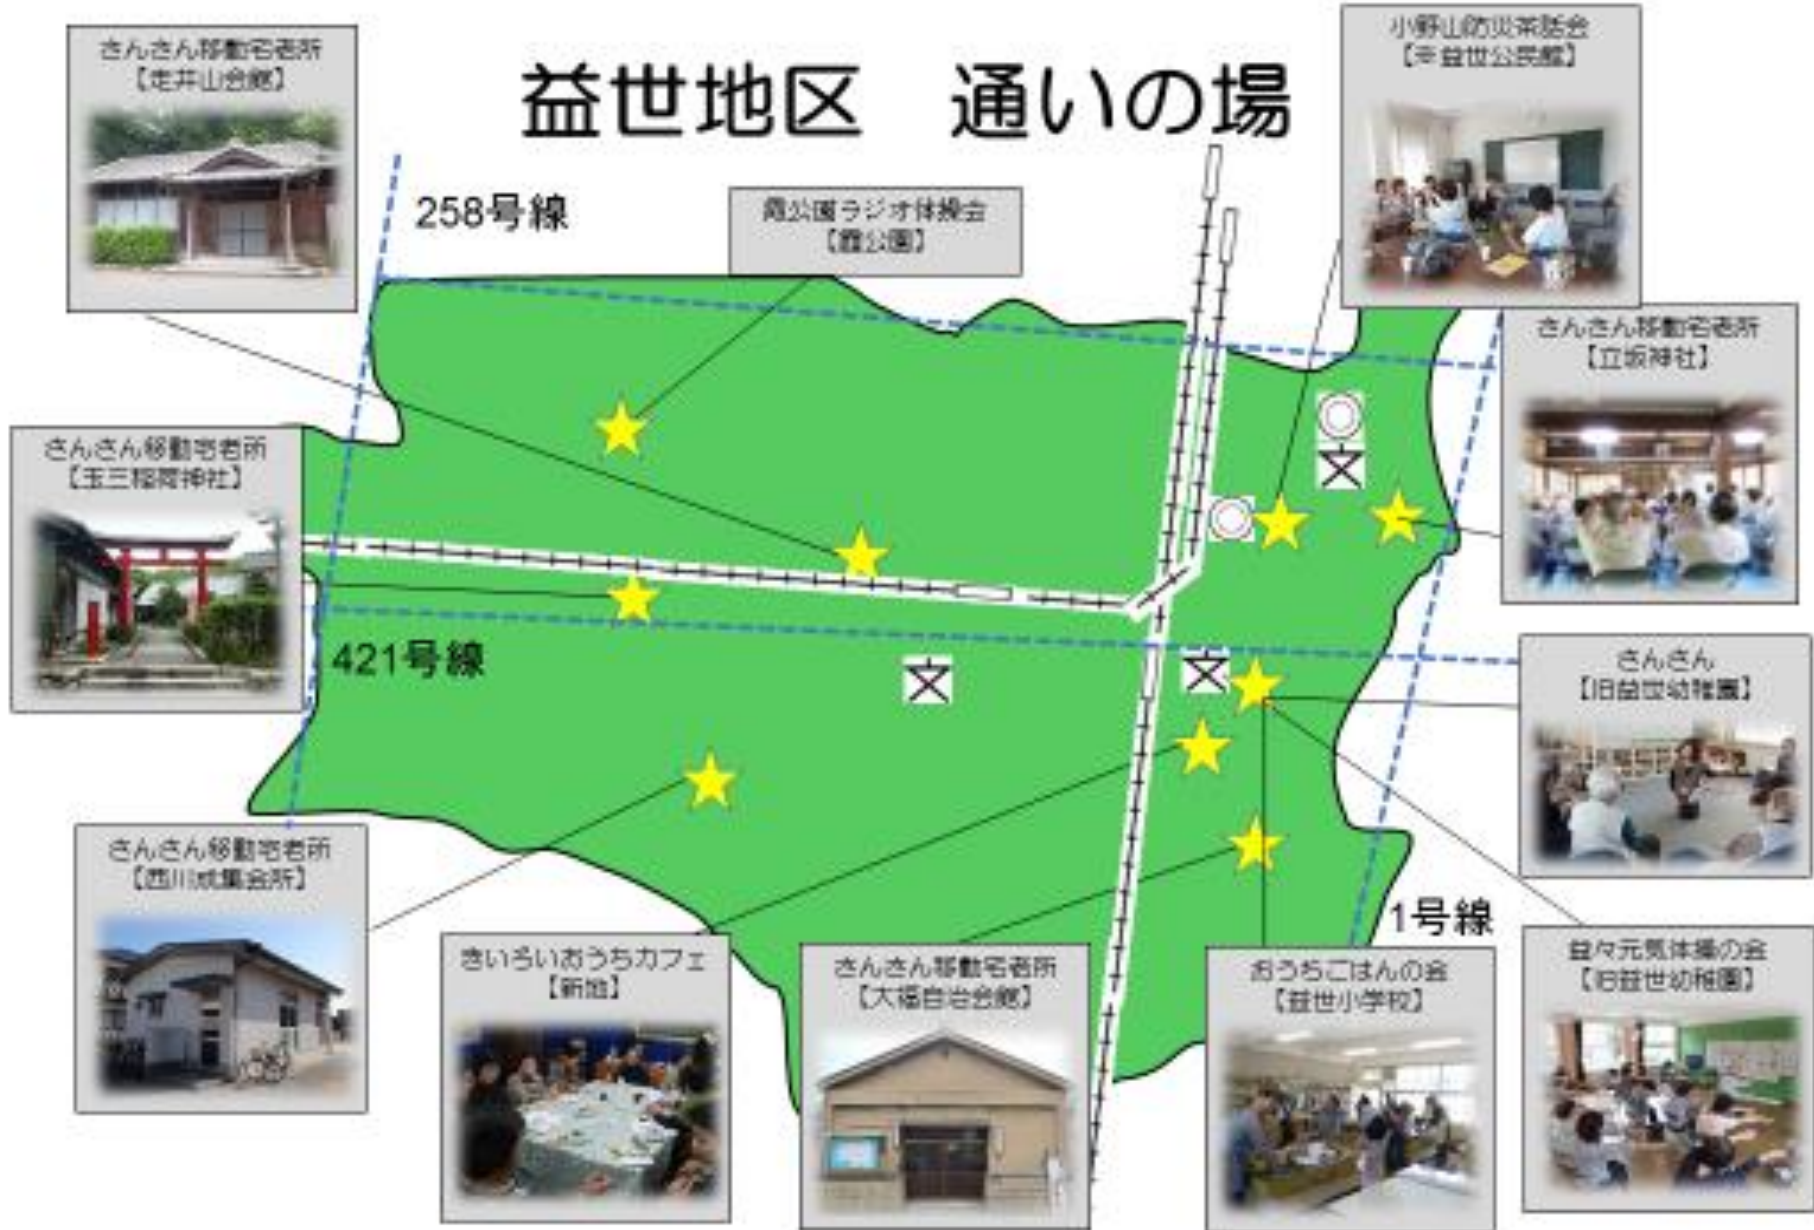 益世地区　通いの場
さんさん移動宅老所
【走井山会館】
258号線
霞公園ラジオ体操会
【霞公園】
小野山防災茶話会
益世公民館】
さんさん移動宅老所
【立坂神社】
さんさん移動宅老所
【玉三稲荷神社】
421号線
さんさん
【旧益世幼稚園】
さんさん移動宅老所
【西川成集会所】
きいろいおうちカフェ
【新地】
さんさん移動宅老所
【大福自治会館】
1号線
おうちごはんの会
【益世小学校】
益々元気体操の会
【旧益世幼稚園】